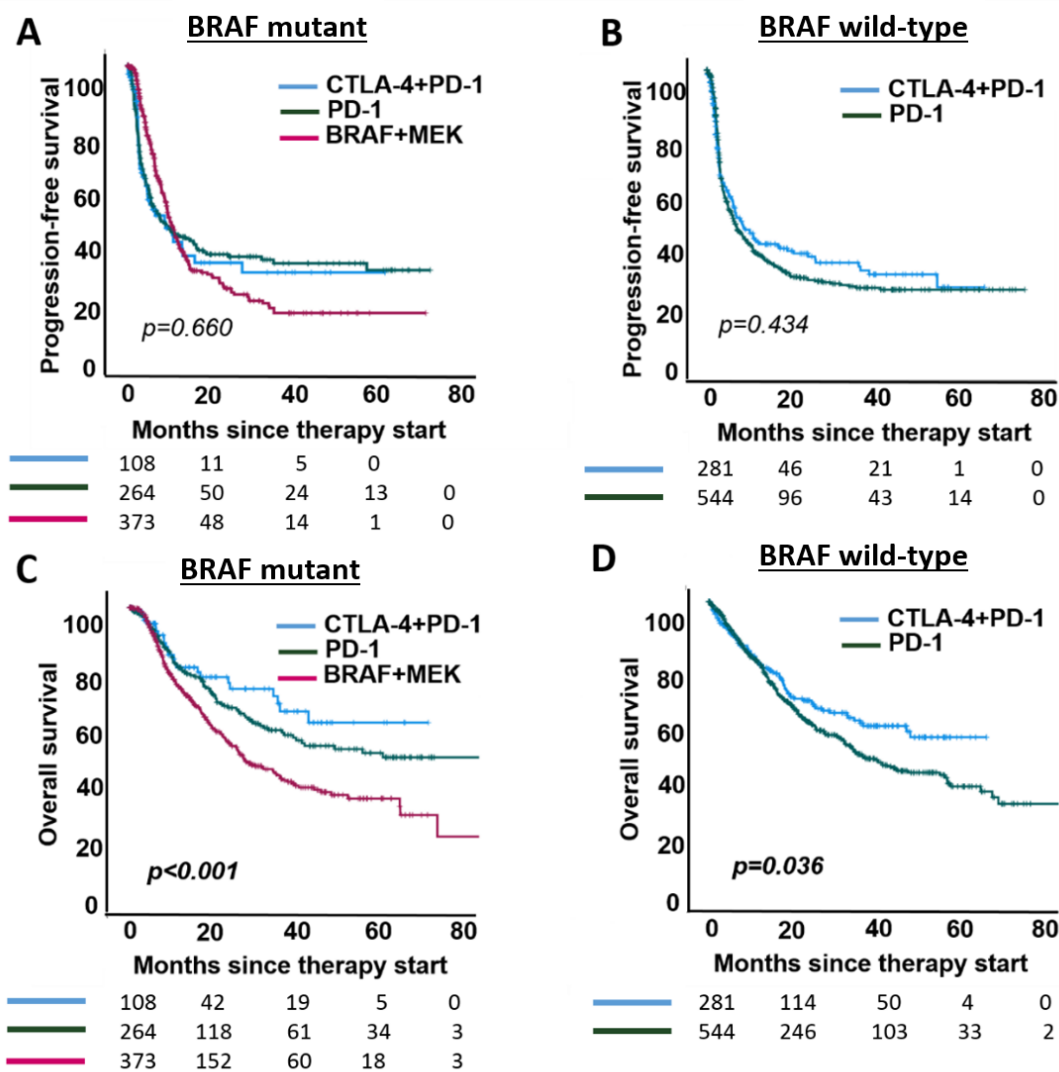 A
BRAF mutant
CTLA-4+PD-1
PD-1
BRAF+MEK
Progression-free survival
100
80
60
40
20
0
p=0.660
0 20 40 60 80
Months since therapy start
108 11 5 0
264 50 24 13 0
373 48 14 1 0
B
BRAF wild-type
CTLA-4+PD-1
PD-1
Progression-free survival
100
80
60
40
20
0
p=0.434
0 20 40 60 80
Months since therapy start
281 46 21 1 0
544 96 43 14 0
C
BRAF mutant
CTLA-4+PD-1
PD-1
BRAF+MEK
Overall survival
100
80
60
40
20
0
p<0.001
0 20 40 60 80
Months since therapy start
108 42 19 5 0
264 118 61 34 3
373 152 60 18 3
D
BRAF wild-type
CTLA-4+PD-1
PD-1
Overall survival
100
80
60
40
20
0
p=0.036
0 20 40 60 80
Months since therapy start
281 114 50 4 0
544 246 103 33 2